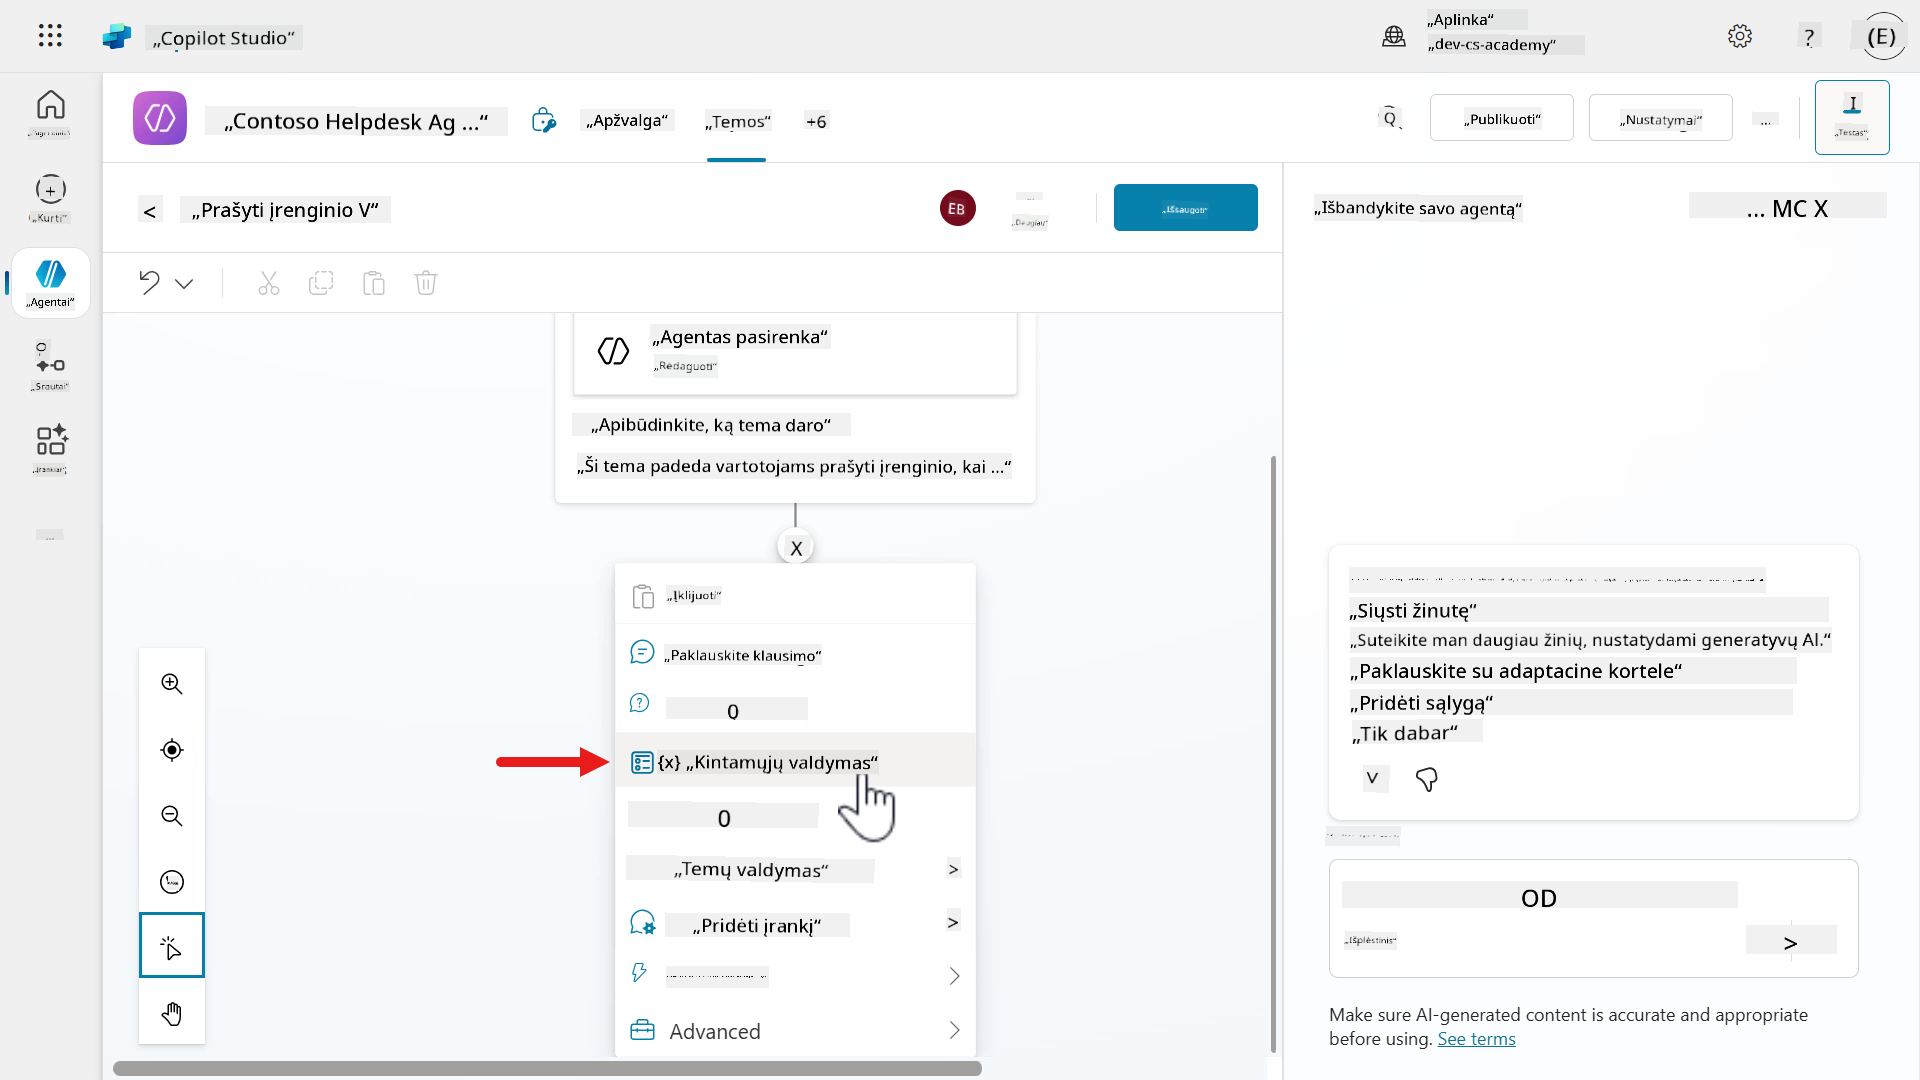 „Copilot Studio“
„Aplinka“
„dev-cs-academy“
?
(E)
„Contoso Helpdesk Ag ...“
„Apžvalga“
„Temos“
+6
Q
„Publikuoti“
„Nustatymai“
...
I
„Testas“
„Kurti“
„Agentai“
„Srautai“
„Įrankiai“
...
<
„Prašyti įrenginio V“
EB
„Daugiau“
„Išsaugoti“
„Išbandykite savo agentą“
... MC X
„Agentas pasirenka“
„Redaguoti“
„Apibūdinkite, ką tema daro“
„Ši tema padeda vartotojams prašyti įrenginio, kai ...“
X
„Įklijuoti“
„Paklauskite klausimo“
0
{x} „Kintamųjų valdymas“
0
„Temų valdymas“
>
„Pridėti įrankį“
>
Advanced
„Siųsti žinutę“
„Suteikite man daugiau žinių, nustatydami generatyvų AI.“
„Paklauskite su adaptacine kortele“
„Pridėti sąlygą“
„Tik dabar“
V
OD
„Išplėstinis“
>
Make sure AI-generated content is accurate and appropriate
before using. See terms